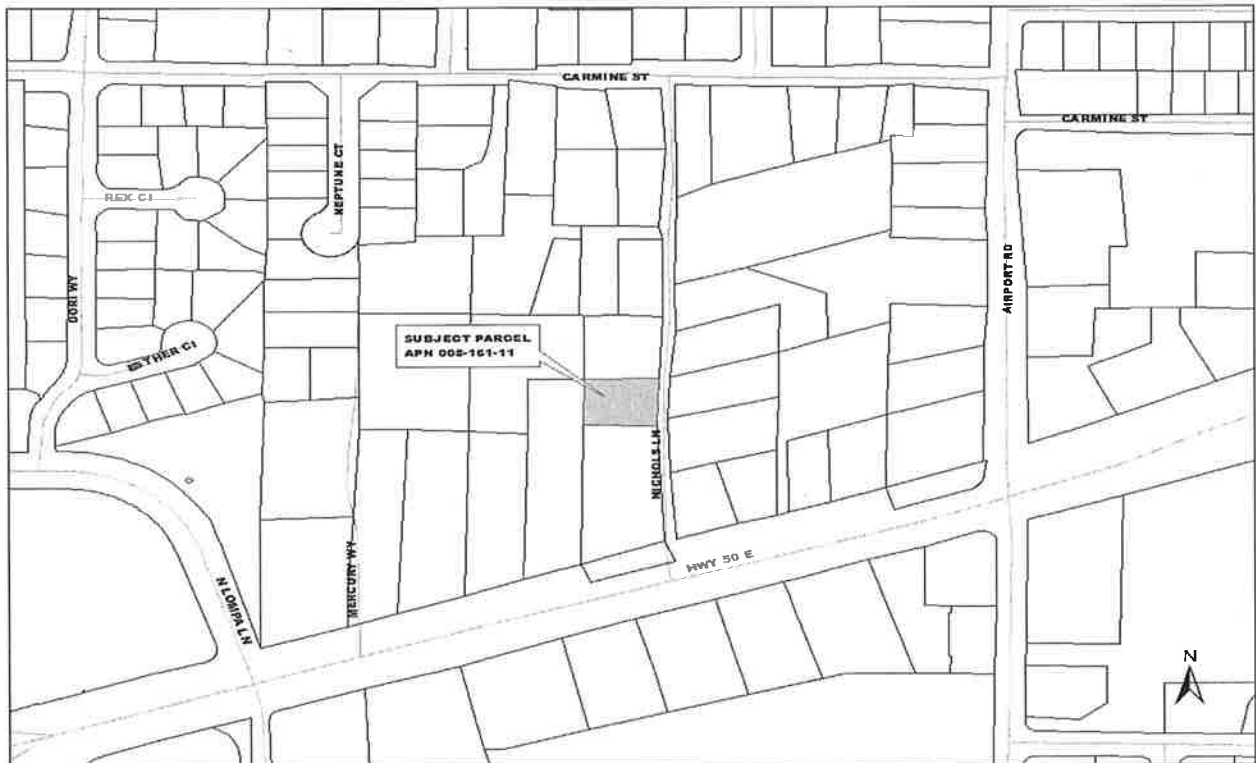 CARMINE ST
CARMINE ST
REX CT
NEPTUNE CT
DORI WY
AIRPORT RD
SUBJECT PARCEL
APN 008-161-11
ESTHER CT
NICHOLS LN
MERCURY WY
N LOMPA LN
HWY 50 E
N